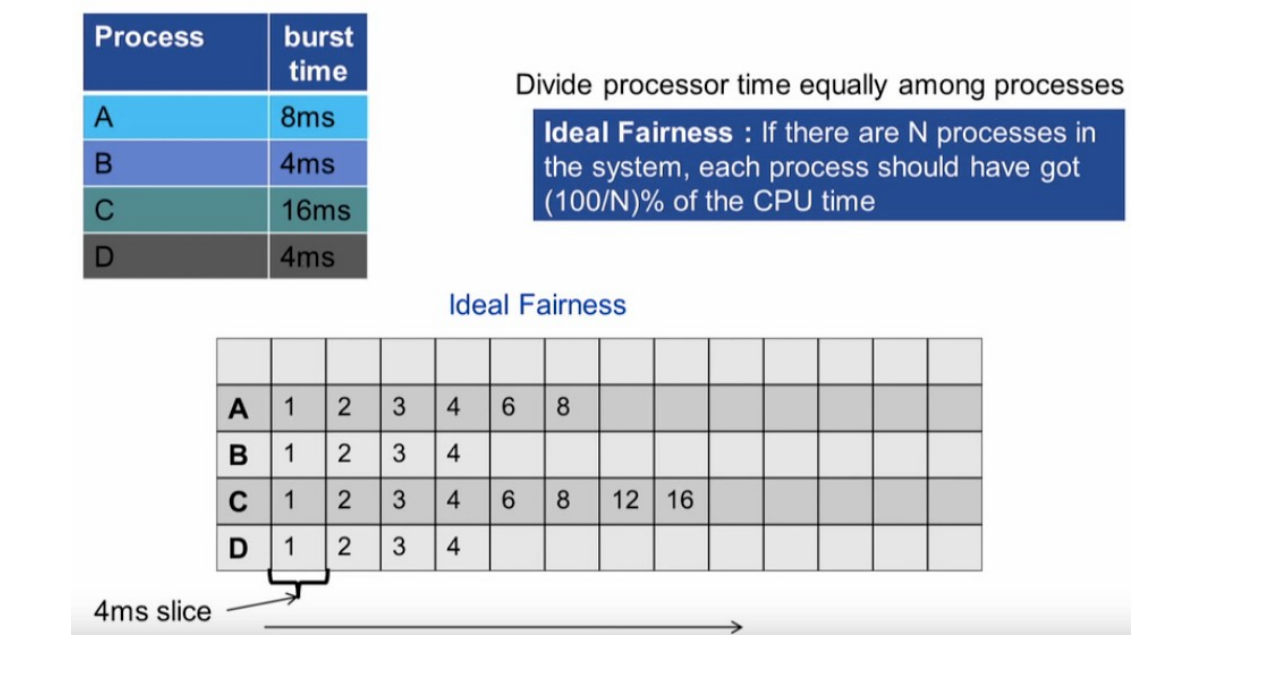 Process burst time
A 8ms
B 4ms
C 16ms
D 4ms
Divide processor time equally among processes
Ideal Fairness : If there are N processes in
the system, each process should have got
(100/N)% of the CPU time
Ideal Fairness
A 1 2 3 4 6 8
B 1 2 3 4
C 1 2 3 4 6 8 12 16
D 1 2 3 4
4ms slice